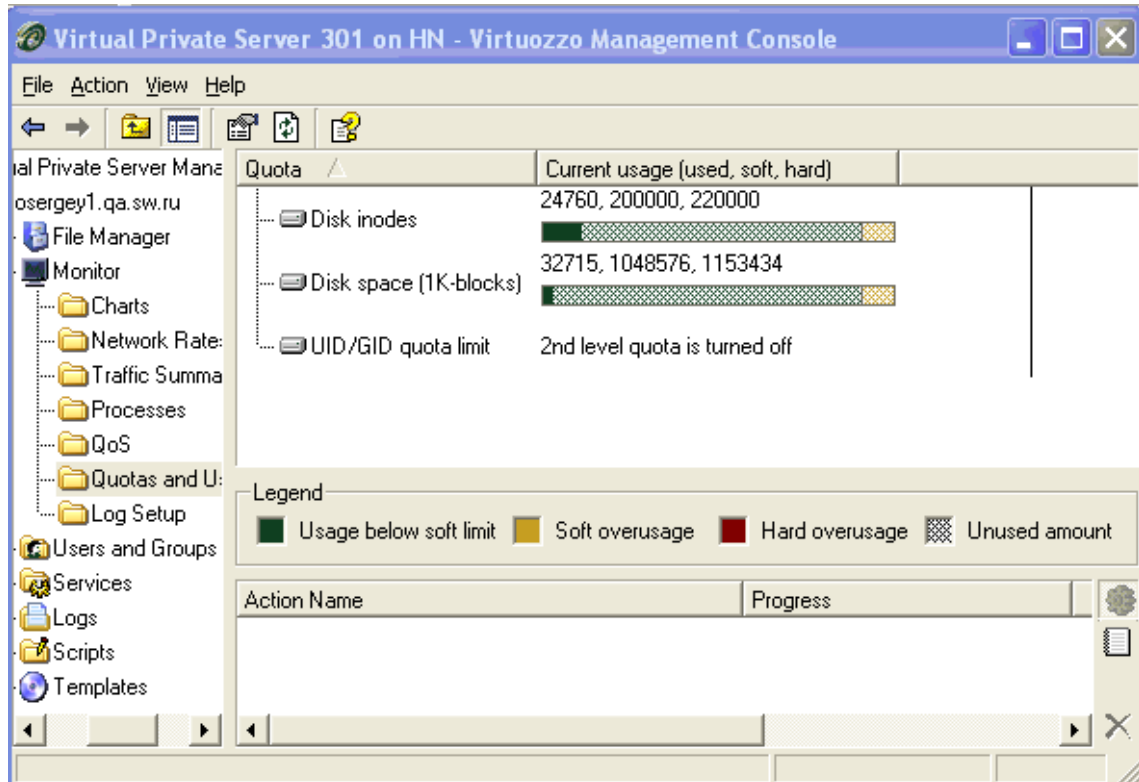 Virtual Private Server 301 on HN - Virtuozzo Management Console
File Action View Help
ual Private Server Mana
osergey1.qa.sw.ru
File Manager
Monitor
Charts
Network Rate:
Traffic Summa
Processes
QoS
Quotas and U:
Log Setup
Users and Groups
Services
Logs
Scripts
Templates
Quota Current usage (used, soft, hard)
Disk inodes 24760, 200000, 220000
Disk space (1K-blocks) 32715, 1048576, 1153434
UID/GID quota limit 2nd level quota is turned off
Legend
Usage below soft limit Soft overusage Hard overusage Unused amount
Action Name Progress